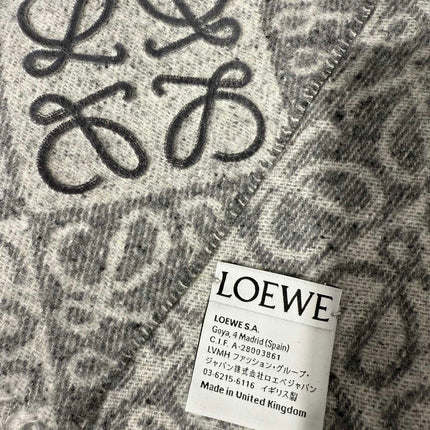 LOEWE
LOEWE S.A.
Goya, 4 Madrid (Spain)
C.I.F. A-28003861
LVMH ファッション・グループ・
ジャパン株式会社ロエベジャパン
03-6215-6116 イギリス製
Made in United Kingdom